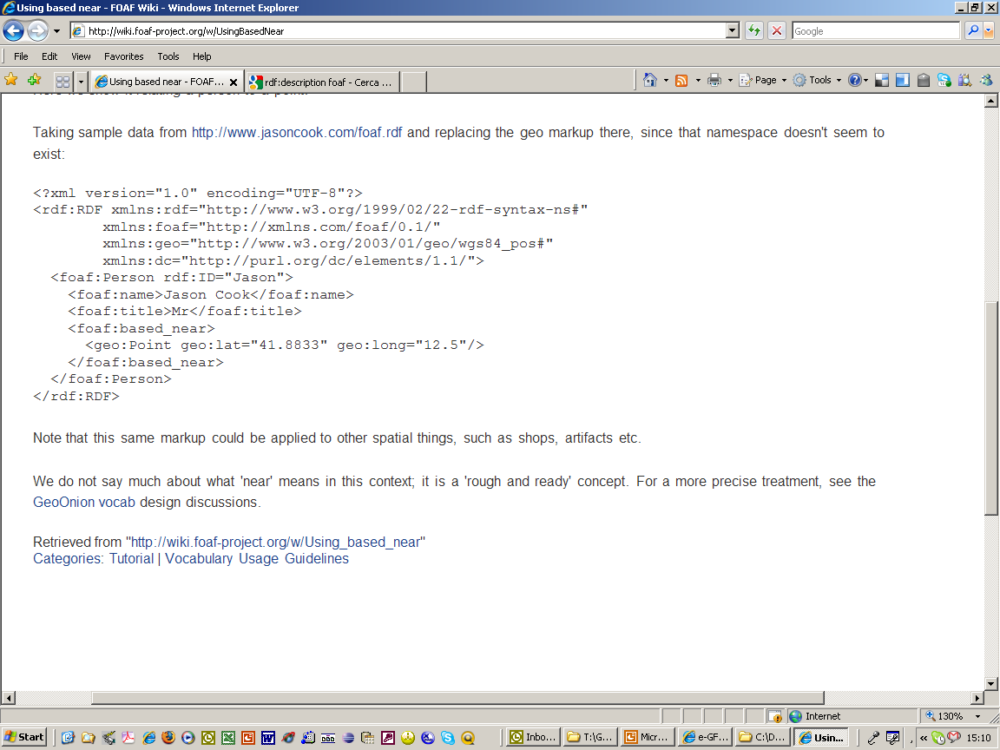 Using based near - FOAF Wiki - Windows Internet Explorer
http://wiki.foaf-project.org/w/UsingBasedNear
Google
File Edit View Favorites Tools Help
Using based near - FOAF... rdf:description foaf - Cerca ...
Page Tools
Taking sample data from http://www.jasoncook.com/foaf.rdf and replacing the geo markup there, since that namespace doesn't seem to
exist:
<?xml version="1.0" encoding="UTF-8"?>
<rdf:RDF xmlns:rdf="http://www.w3.org/1999/02/22-rdf-syntax-ns#"
xmlns:foaf="http://xmlns.com/foaf/0.1/"
xmlns:geo="http://www.w3.org/2003/01/geo/wgs84_pos#"
xmlns:dc="http://purl.org/dc/elements/1.1/">
<foaf:Person rdf:ID="Jason">
<foaf:name>Jason Cook</foaf:name>
<foaf:title>Mr</foaf:title>
<foaf:based_near>
<geo:Point geo:lat="41.8833" geo:long="12.5"/>
</foaf:based_near>
</foaf:Person>
</rdf:RDF>
Note that this same markup could be applied to other spatial things, such as shops, artifacts etc.
We do not say much about what 'near' means in this context; it is a 'rough and ready' concept. For a more precise treatment, see the
GeoOnion vocab design discussions.
Retrieved from "http://wiki.foaf-project.org/w/Using_based_near"
Categories: Tutorial | Vocabulary Usage Guidelines
Internet 130%
Start Inbo... T:\G... Micr... e-GF... C:\D... Usin... 15:10